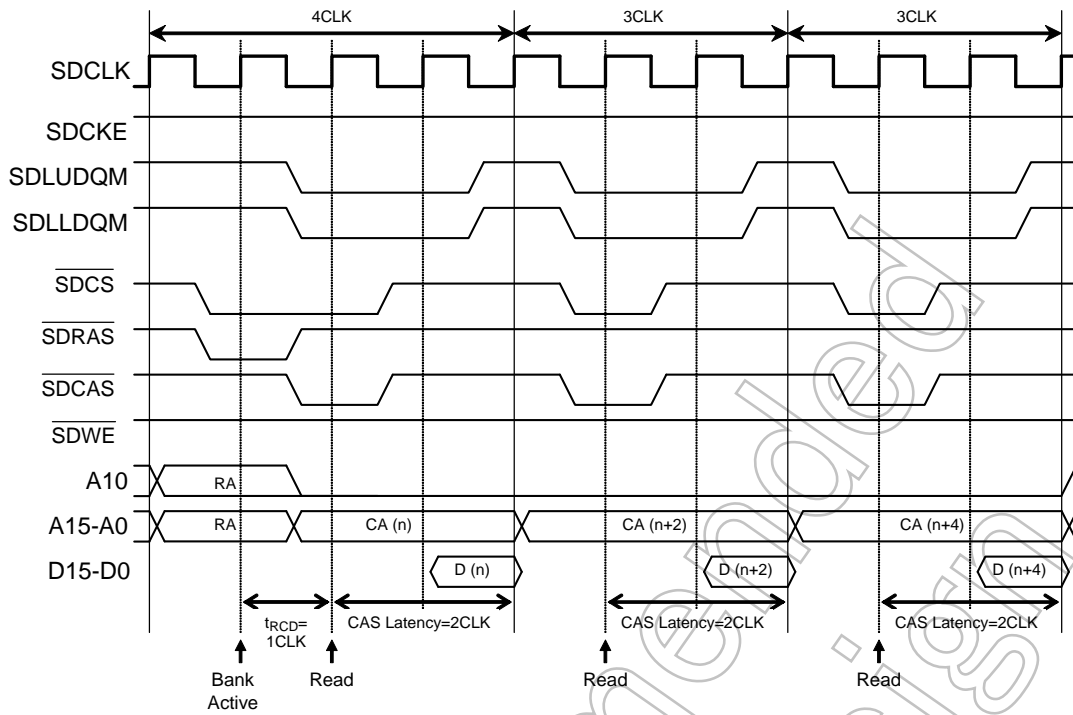 4CLK 3CLK 3CLK
SDCLK
SDCKE
SDLUDQM
SDLLDQM
SDCS
SDRAS
SDCAS
SDWE
A10 RA
A15-A0 RA CA (n) CA (n+2) CA (n+4)
D15-D0 D (n) D (n+2) D (n+4)
tRCD= CAS Latency=2CLK CAS Latency=2CLK CAS Latency=2CLK
1CLK
Bank Read Read Read
Active
mended
sign